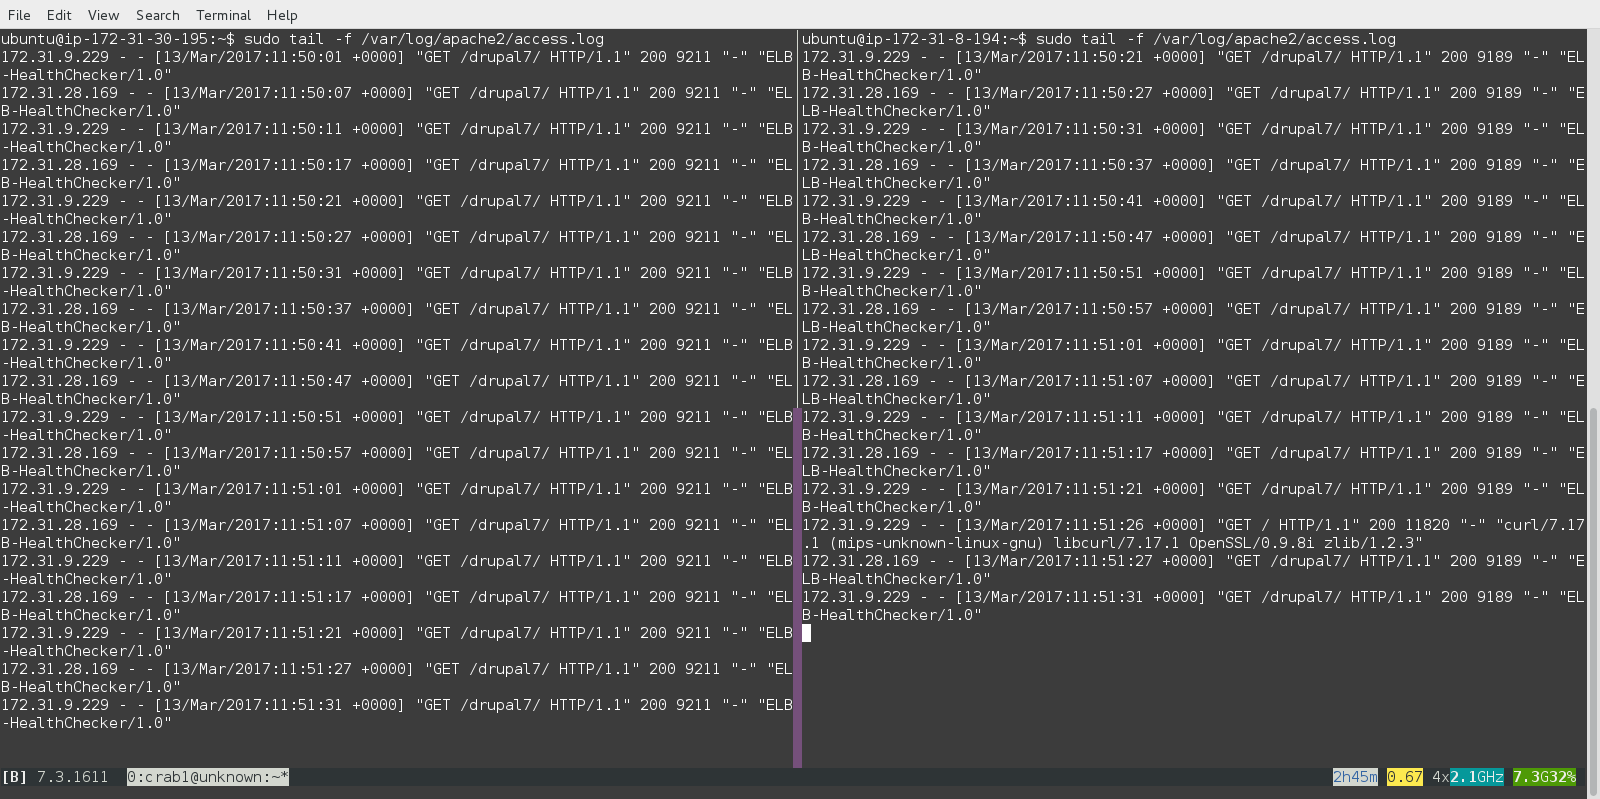 File Edit View Search Terminal Help
ubuntu@ip-172-31-30-195:~$ sudo tail -f /var/log/apache2/access.log
172.31.9.229 - - [13/Mar/2017:11:50:01 +0000] "GET /drupal7/ HTTP/1.1" 200 9211 "-" "ELB
-HealthChecker/1.0"
172.31.28.169 - - [13/Mar/2017:11:50:07 +0000] "GET /drupal7/ HTTP/1.1" 200 9211 "-" "EL
B-HealthChecker/1.0"
172.31.9.229 - - [13/Mar/2017:11:50:11 +0000] "GET /drupal7/ HTTP/1.1" 200 9211 "-" "ELB
-HealthChecker/1.0"
172.31.28.169 - - [13/Mar/2017:11:50:17 +0000] "GET /drupal7/ HTTP/1.1" 200 9211 "-" "EL
B-HealthChecker/1.0"
172.31.9.229 - - [13/Mar/2017:11:50:21 +0000] "GET /drupal7/ HTTP/1.1" 200 9211 "-" "ELB
-HealthChecker/1.0"
172.31.28.169 - - [13/Mar/2017:11:50:27 +0000] "GET /drupal7/ HTTP/1.1" 200 9211 "-" "EL
B-HealthChecker/1.0"
172.31.9.229 - - [13/Mar/2017:11:50:31 +0000] "GET /drupal7/ HTTP/1.1" 200 9211 "-" "ELB
-HealthChecker/1.0"
172.31.28.169 - - [13/Mar/2017:11:50:37 +0000] "GET /drupal7/ HTTP/1.1" 200 9211 "-" "EL
B-HealthChecker/1.0"
172.31.9.229 - - [13/Mar/2017:11:50:41 +0000] "GET /drupal7/ HTTP/1.1" 200 9211 "-" "ELB
-HealthChecker/1.0"
172.31.28.169 - - [13/Mar/2017:11:50:47 +0000] "GET /drupal7/ HTTP/1.1" 200 9211 "-" "EL
B-HealthChecker/1.0"
172.31.9.229 - - [13/Mar/2017:11:50:51 +0000] "GET /drupal7/ HTTP/1.1" 200 9211 "-" "ELB
-HealthChecker/1.0"
172.31.28.169 - - [13/Mar/2017:11:50:57 +0000] "GET /drupal7/ HTTP/1.1" 200 9211 "-" "EL
B-HealthChecker/1.0"
172.31.9.229 - - [13/Mar/2017:11:51:01 +0000] "GET /drupal7/ HTTP/1.1" 200 9211 "-" "ELB
-HealthChecker/1.0"
172.31.28.169 - - [13/Mar/2017:11:51:07 +0000] "GET /drupal7/ HTTP/1.1" 200 9211 "-" "EL
B-HealthChecker/1.0"
172.31.9.229 - - [13/Mar/2017:11:51:11 +0000] "GET /drupal7/ HTTP/1.1" 200 9211 "-" "ELB
-HealthChecker/1.0"
172.31.28.169 - - [13/Mar/2017:11:51:17 +0000] "GET /drupal7/ HTTP/1.1" 200 9211 "-" "EL
B-HealthChecker/1.0"
172.31.9.229 - - [13/Mar/2017:11:51:21 +0000] "GET /drupal7/ HTTP/1.1" 200 9211 "-" "ELB
-HealthChecker/1.0"
172.31.28.169 - - [13/Mar/2017:11:51:27 +0000] "GET /drupal7/ HTTP/1.1" 200 9211 "-" "EL
B-HealthChecker/1.0"
172.31.9.229 - - [13/Mar/2017:11:51:31 +0000] "GET /drupal7/ HTTP/1.1" 200 9211 "-" "ELB
-HealthChecker/1.0"
ubuntu@ip-172-31-8-194:~$ sudo tail -f /var/log/apache2/access.log
172.31.9.229 - - [13/Mar/2017:11:50:21 +0000] "GET /drupal7/ HTTP/1.1" 200 9189 "-" "EL
B-HealthChecker/1.0"
172.31.28.169 - - [13/Mar/2017:11:50:27 +0000] "GET /drupal7/ HTTP/1.1" 200 9189 "-" "E
LB-HealthChecker/1.0"
172.31.9.229 - - [13/Mar/2017:11:50:31 +0000] "GET /drupal7/ HTTP/1.1" 200 9189 "-" "EL
B-HealthChecker/1.0"
172.31.28.169 - - [13/Mar/2017:11:50:37 +0000] "GET /drupal7/ HTTP/1.1" 200 9189 "-" "E
LB-HealthChecker/1.0"
172.31.9.229 - - [13/Mar/2017:11:50:41 +0000] "GET /drupal7/ HTTP/1.1" 200 9189 "-" "EL
B-HealthChecker/1.0"
172.31.28.169 - - [13/Mar/2017:11:50:47 +0000] "GET /drupal7/ HTTP/1.1" 200 9189 "-" "E
LB-HealthChecker/1.0"
172.31.9.229 - - [13/Mar/2017:11:50:51 +0000] "GET /drupal7/ HTTP/1.1" 200 9189 "-" "EL
B-HealthChecker/1.0"
172.31.28.169 - - [13/Mar/2017:11:50:57 +0000] "GET /drupal7/ HTTP/1.1" 200 9189 "-" "E
LB-HealthChecker/1.0"
172.31.9.229 - - [13/Mar/2017:11:51:01 +0000] "GET /drupal7/ HTTP/1.1" 200 9189 "-" "EL
B-HealthChecker/1.0"
172.31.28.169 - - [13/Mar/2017:11:51:07 +0000] "GET /drupal7/ HTTP/1.1" 200 9189 "-" "E
LB-HealthChecker/1.0"
172.31.9.229 - - [13/Mar/2017:11:51:11 +0000] "GET /drupal7/ HTTP/1.1" 200 9189 "-" "EL
B-HealthChecker/1.0"
172.31.28.169 - - [13/Mar/2017:11:51:17 +0000] "GET /drupal7/ HTTP/1.1" 200 9189 "-" "E
LB-HealthChecker/1.0"
172.31.9.229 - - [13/Mar/2017:11:51:21 +0000] "GET /drupal7/ HTTP/1.1" 200 9189 "-" "EL
B-HealthChecker/1.0"
172.31.9.229 - - [13/Mar/2017:11:51:26 +0000] "GET / HTTP/1.1" 200 11820 "-" "curl/7.17
.1 (mips-unknown-linux-gnu) libcurl/7.17.1 OpenSSL/0.9.8i zlib/1.2.3"
172.31.28.169 - - [13/Mar/2017:11:51:27 +0000] "GET /drupal7/ HTTP/1.1" 200 9189 "-" "E
LB-HealthChecker/1.0"
172.31.9.229 - - [13/Mar/2017:11:51:31 +0000] "GET /drupal7/ HTTP/1.1" 200 9189 "-" "EL
B-HealthChecker/1.0"
[B] 7.3.1611 0:crab1@unknown:~* 2h45m 0.67 4x2.1GHz 7.3G32%